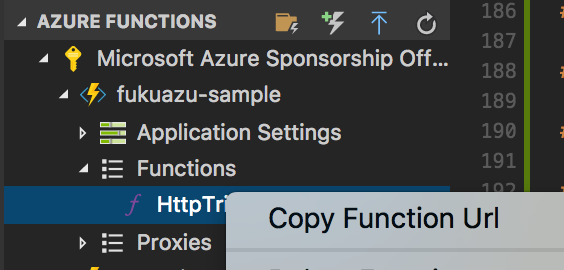 AZURE FUNCTIONS
Microsoft Azure Sponsorship Off...
fukuazu-sample
Application Settings
Functions
HttpTri
Copy Function Url
Proxies
186
187
188
189
190
191